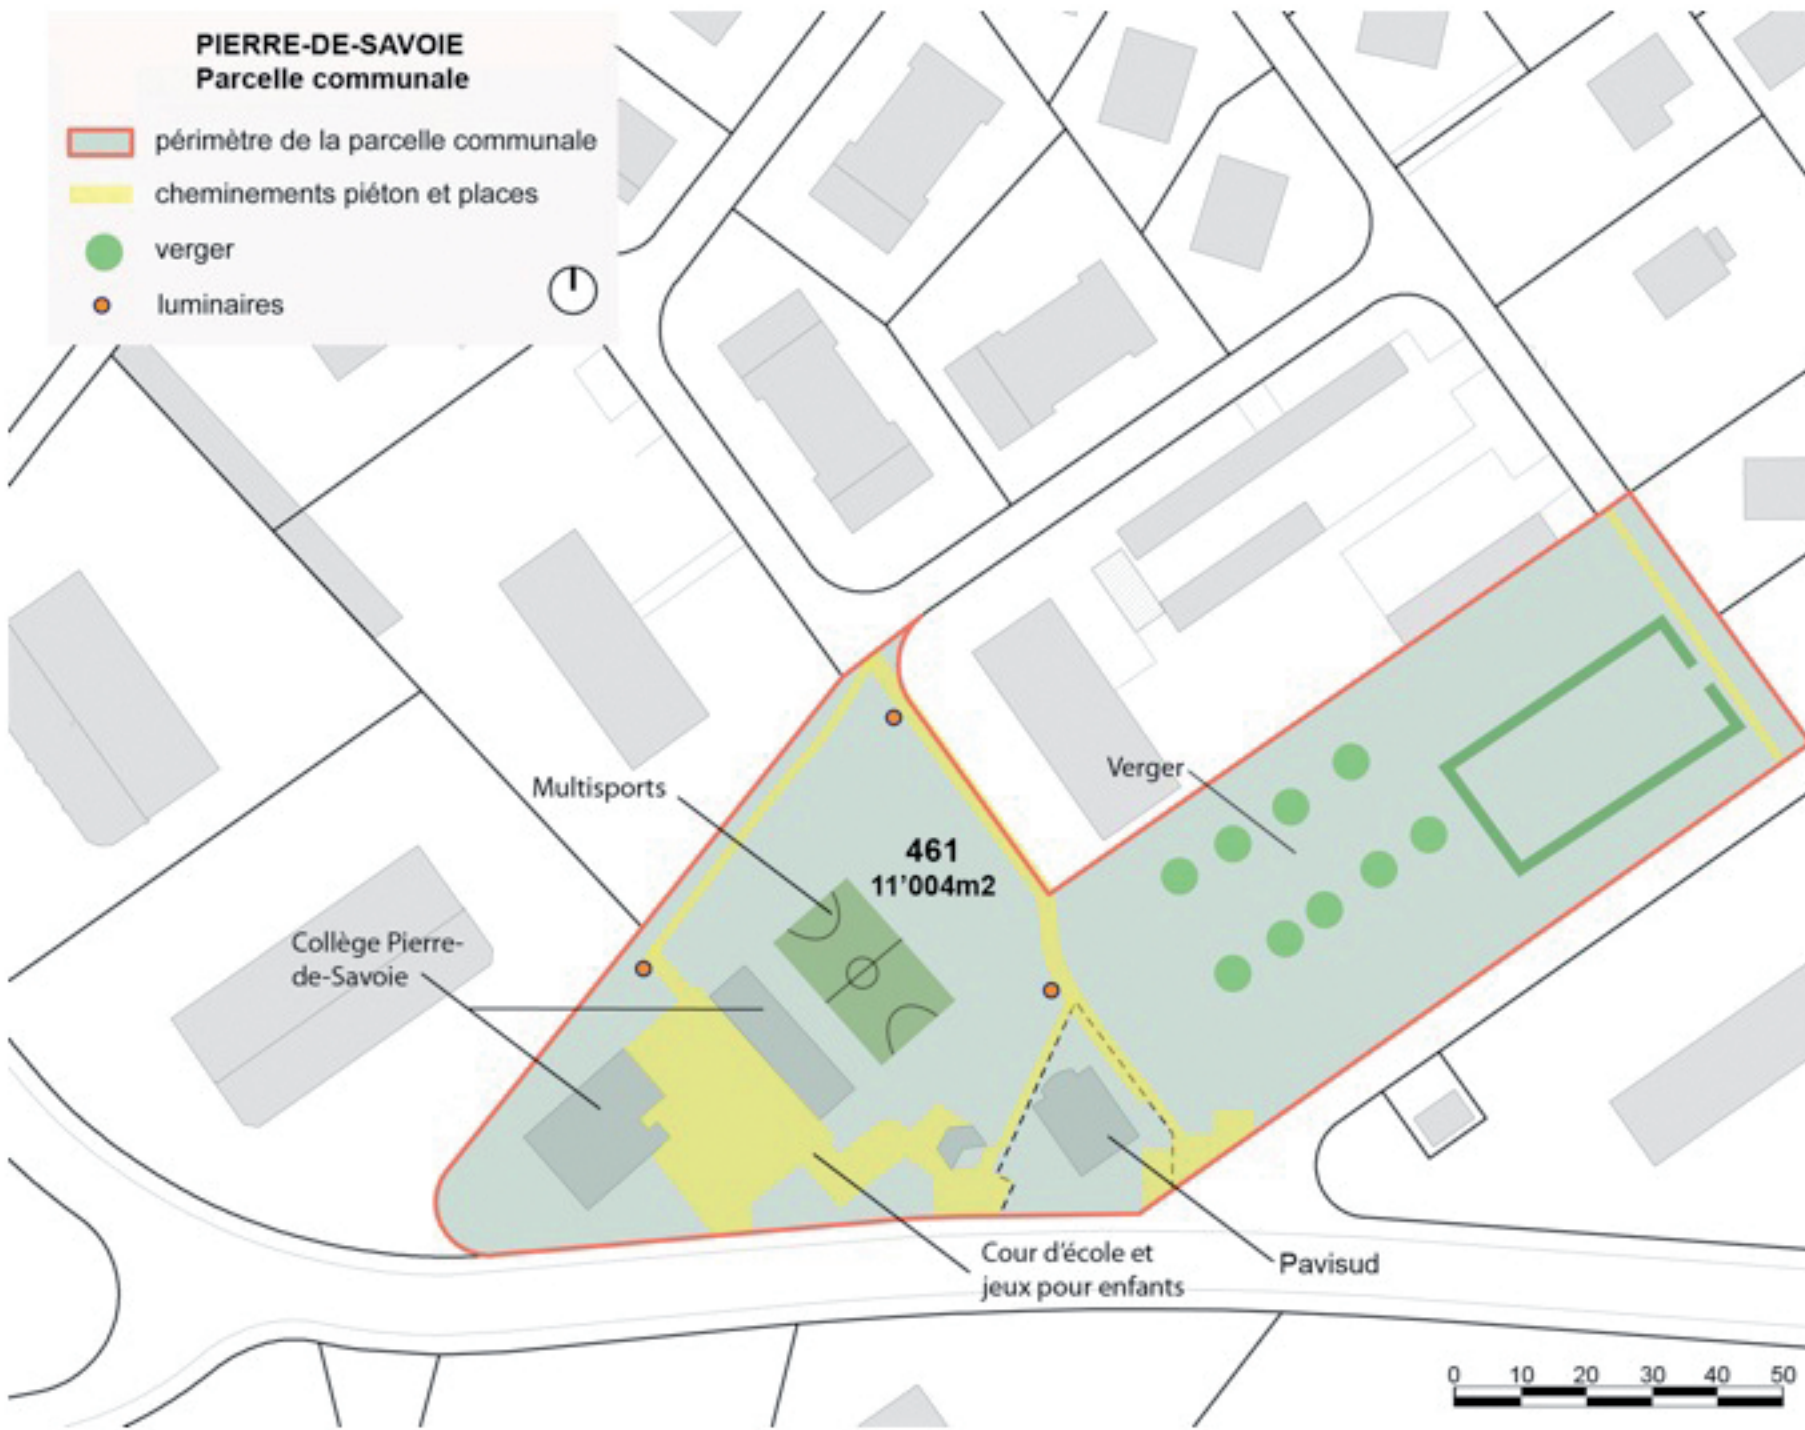 PIERRE-DE-SAVOIE
Parcelle communale
périmètre de la parcelle communale
cheminements piéton et places
verger
luminaires
Multisports
Verger
461
11’004m2
Collège Pierre-
de-Savoie
Cour d'école et
jeux pour enfants
Pavisud
0 10 20 30 40 50